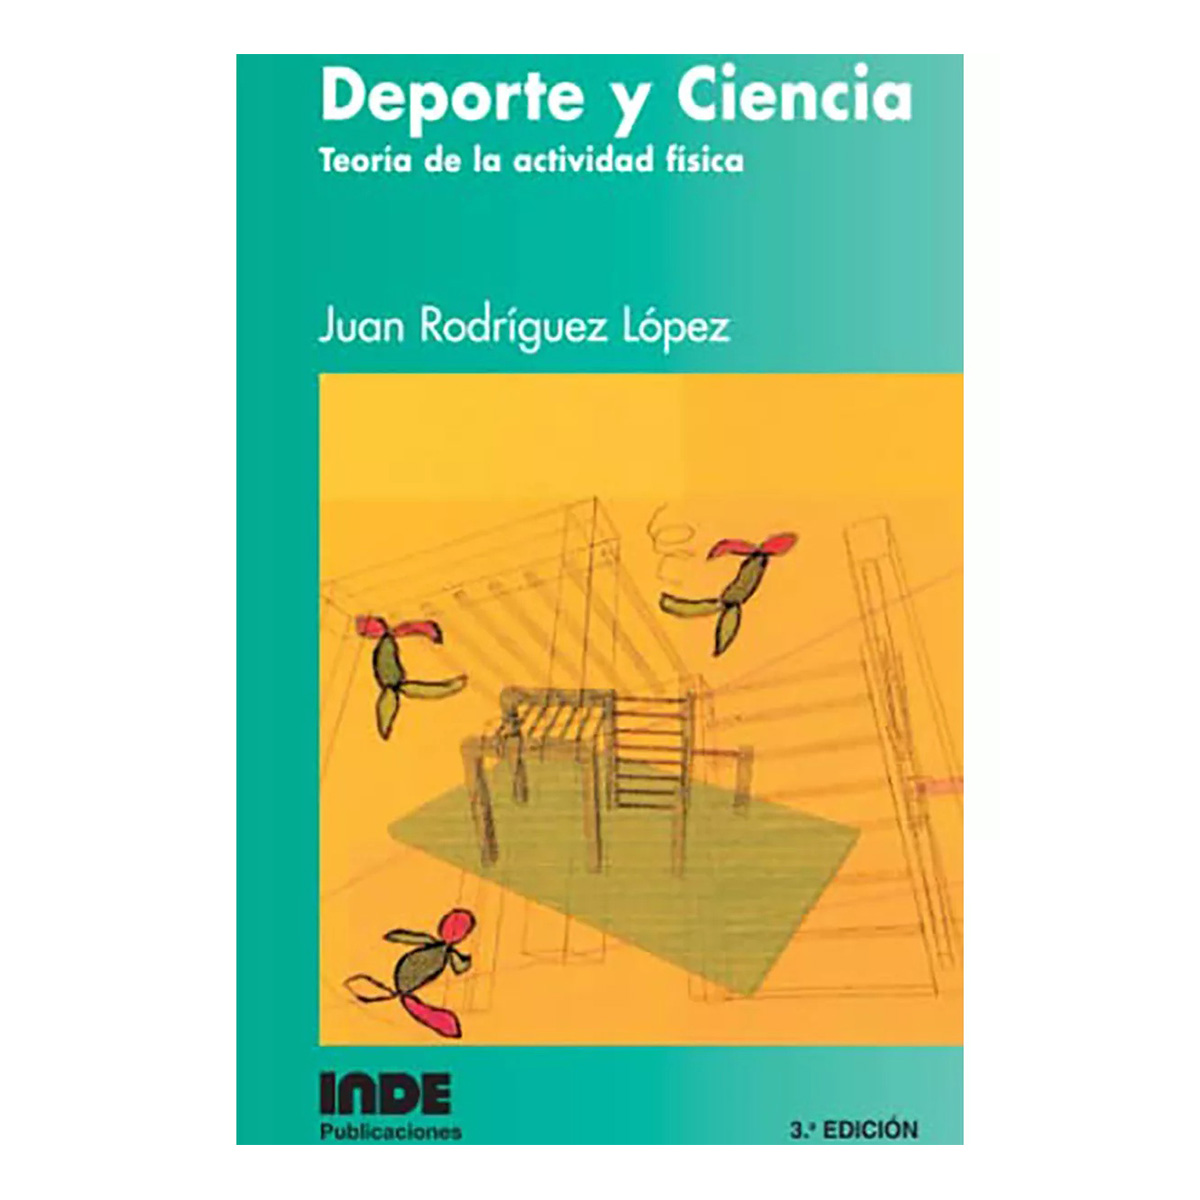 Deporte y Ciencia
Teoría de la actividad física
Juan Rodríguez López
INDE
Publicaciones
3.ª EDICIÓN